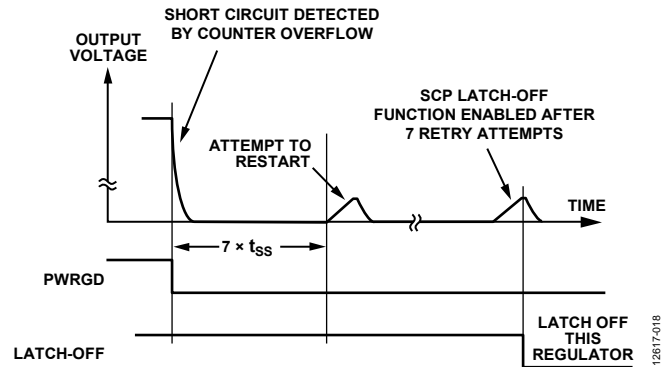 SHORT CIRCUIT DETECTED
BY COUNTER OVERFLOW
OUTPUT
VOLTAGE
SCP LATCH-OFF
FUNCTION ENABLED AFTER
7 RETRY ATTEMPTS
ATTEMPT TO
RESTART
TIME
7 × tSS
PWRGD
LATCH-OFF
LATCH OFF
THIS
REGULATOR
12617-018